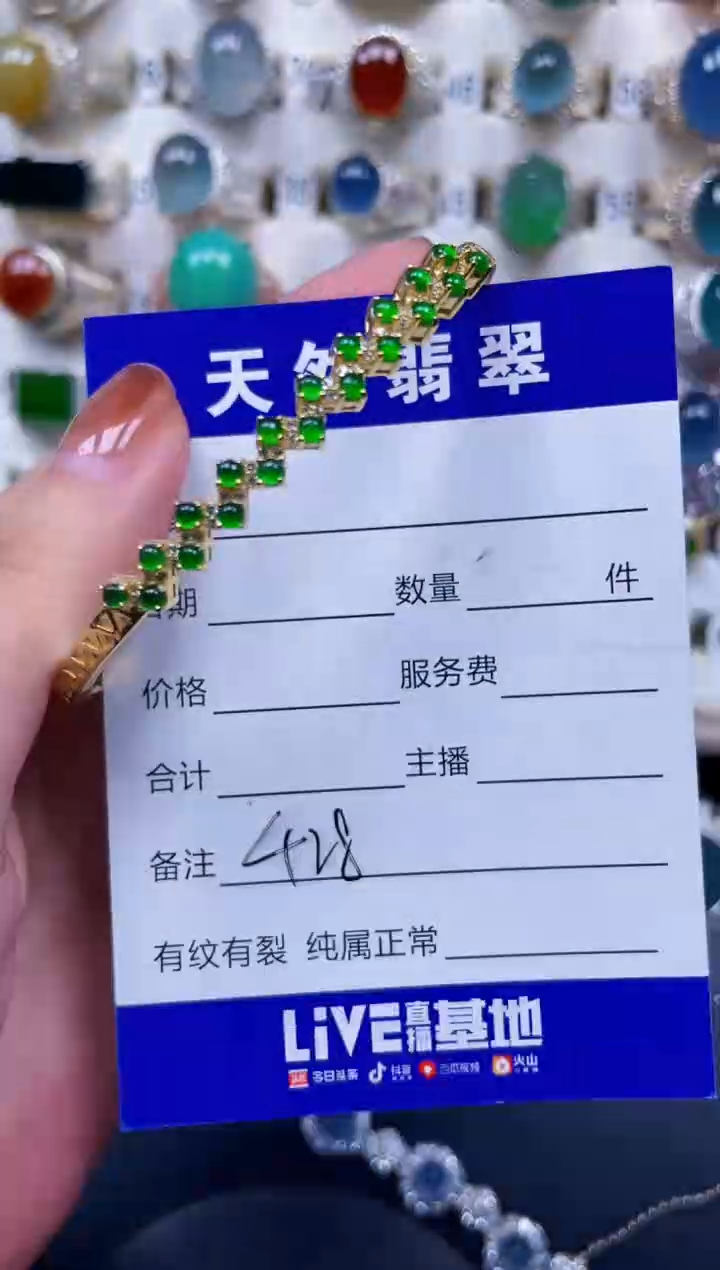 天然翡翠
期 数量 件
价格 服务费
合计 主播
备注 428
有纹有裂 纯属正常
LiVE直播基地
今日头条 抖音 西瓜视频 火山